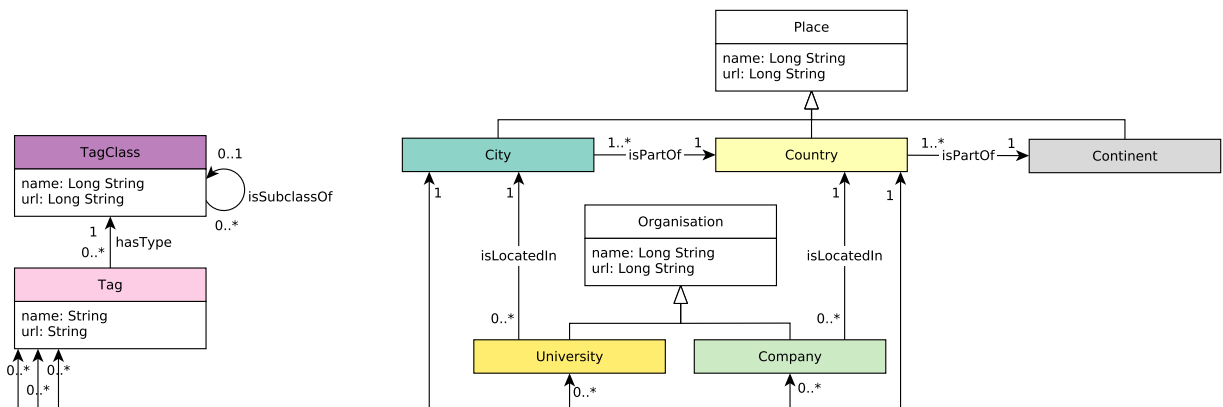 Place
name: Long String
url: Long String
TagClass
name: Long String
url: Long String
0..1
isSubclassOf
0..*
1
hasType
0..*
Tag
name: String
url: String
0..*
0..*
0..*
City
1..*
isPartOf
1
Country
1..*
isPartOf
1
Continent
1
1
1
1
Organisation
name: Long String
url: Long String
isLocatedIn
isLocatedIn
0..*
0..*
University
Company
0..*
0..*